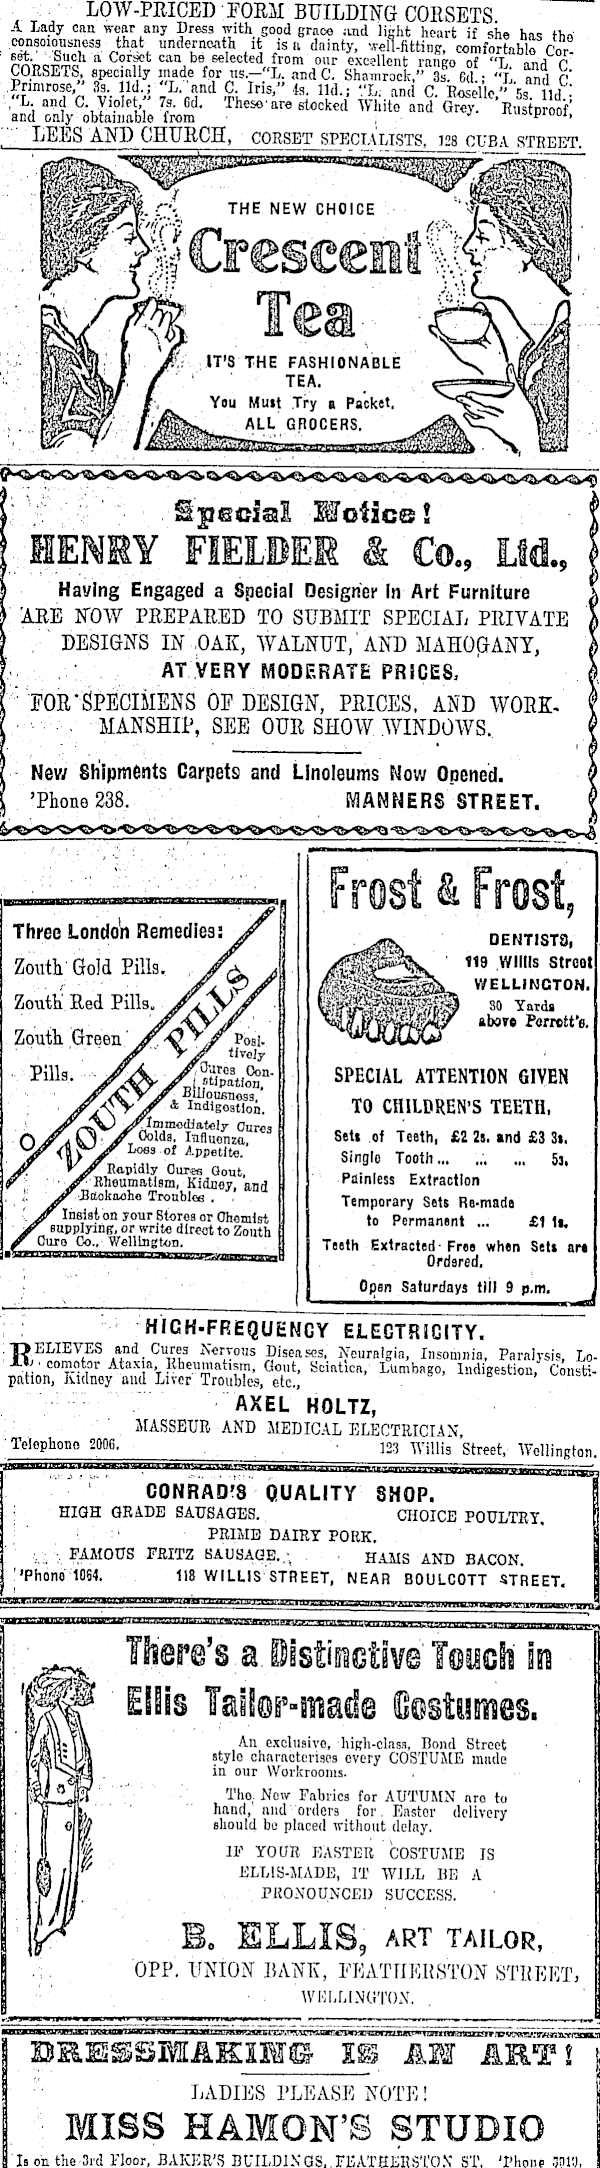 LOW-PRICED FORM BUILDING CORSETS.
A Lady can wear any Dress with good grace and light heart if she has the
consciousness that underneath it is a dainty, well-fitting, comfortable Cor-
set. Such a Corset can be selected from our excellent range of "L. and C.
CORSETS, specially made for us.—"L. and C. Shamrock," 3s. 6d.; "L. and C.
Primrose," 3s. 11d.; "L. and C. Iris," 4s. 11d.; "L. and C. Roselle," 5s. 11d.;
"L. and C. Violet," 7s. 6d. These are stocked White and Grey. Rustproof,
and only obtainable from
LEES AND CHURCH, CORSET SPECIALISTS, 128 CUBA STREET.
THE NEW CHOICE
Crescent
Tea
IT'S THE FASHIONABLE
TEA.
You Must Try a Packet.
ALL GROCERS.
Special Notice!
HENRY FIELDER & Co., Ltd.,
Having Engaged a Special Designer in Art Furniture
ARE NOW PREPARED TO SUBMIT SPECIAL PRIVATE
DESIGNS IN OAK, WALNUT, AND MAHOGANY,
AT VERY MODERATE PRICES,
FOR SPECIMENS OF DESIGN, PRICES, AND WORK-
MANSHIP, SEE OUR SHOW WINDOWS.
New Shipments Carpets and Linoleums Now Opened.
'Phone 238. MANNERS STREET.
Three London Remedies:
Zouth Gold Pills.
Zouth Red Pills.
Zouth Green
Pills.
ZOUTH PILLS
Posi-
tively
Cures Con-
stipation,
Biliousness,
& Indigestion.
Immediately Cures
Colds, Influenza,
Loss of Appetite.
Rapidly Cures Gout,
Rheumatism, Kidney, and
Backache Troubles.
Insist on your Stores or Chemist
supplying, or write direct to Zouth
Cure Co., Wellington.
Frost & Frost,
DENTISTS,
119 Willis Street
WELLINGTON.
30 Yards
above Perrett's.
SPECIAL ATTENTION GIVEN
TO CHILDREN'S TEETH,
Sets of Teeth, £2 2s. and £3 3s.
Single Tooth ... ... ... 5s.
Painless Extraction
Temporary Sets Re-made
to Permanent ... £1 1s.
Teeth Extracted Free when Sets are
Ordered.
Open Saturdays till 9 p.m.
HIGH-FREQUENCY ELECTRICITY.
RELIEVES and Cures Nervous Diseases, Neuralgia, Insomnia, Paralysis, Lo-
comotor Ataxia, Rheumatism, Gout, Sciatica, Lumbago, Indigestion, Consti-
pation, Kidney and Liver Troubles, etc.,
AXEL HOLTZ,
MASSEUR AND MEDICAL ELECTRICIAN,
Telephone 2006. 123 Willis Street, Wellington.
CONRAD'S QUALITY SHOP.
HIGH GRADE SAUSAGES. CHOICE POULTRY.
PRIME DAIRY PORK.
FAMOUS FRITZ SAUSAGE. HAMS AND BACON.
'Phone 1064. 118 WILLIS STREET, NEAR BOULCOTT STREET.
There's a Distinctive Touch in
Ellis Tailor-made Costumes.
An exclusive, high-class, Bond Street
style characterises every COSTUME made
in our Workrooms.
The New Fabrics for AUTUMN are to
hand, and orders for Easter delivery
should be placed without delay.
IF YOUR EASTER COSTUME IS
ELLIS-MADE, IT WILL BE A
PRONOUNCED SUCCESS.
B. ELLIS, ART TAILOR,
OPP. UNION BANK, FEATHERSTON STREET,
WELLINGTON.
DRESSMAKING IS AN ART!
LADIES PLEASE NOTE!
MISS HAMON'S STUDIO
Is on the 3rd Floor, BAKER'S BUILDINGS, FEATHERSTON ST. 'Phone